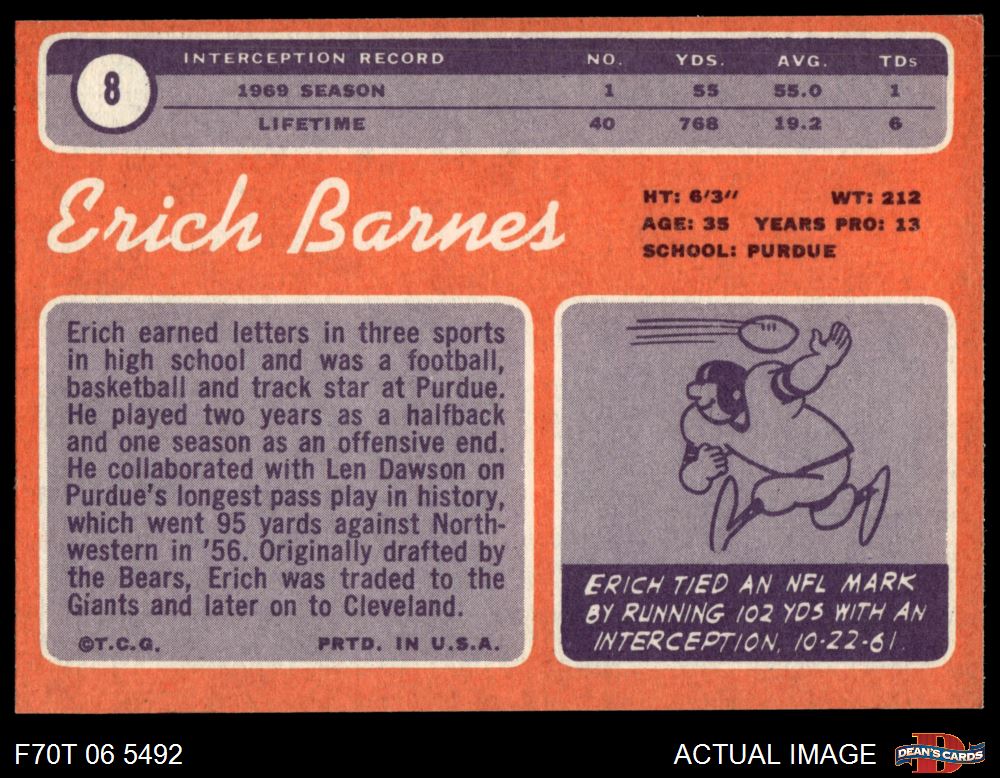 8
INTERCEPTION RECORD NO. YDS. AVG. TDs
1969 SEASON 1 55 55.0 1
LIFETIME 40 768 19.2 6
Erich Barnes
HT: 6'3" WT: 212
AGE: 35 YEARS PRO: 13
SCHOOL: PURDUE
Erich earned letters in three sports
in high school and was a football,
basketball and track star at Purdue.
He played two years as a halfback
and one season as an offensive end.
He collaborated with Len Dawson on
Purdue's longest pass play in history,
which went 95 yards against North-
western in '56. Originally drafted by
the Bears, Erich was traded to the
Giants and later on to Cleveland.
©T.C.G. PRTD. IN U.S.A.
ERICH TIED AN NFL MARK
BY RUNNING 102 YDS WITH AN
INTERCEPTION, 10-22-61.
F70T 06 5492 ACTUAL IMAGE
D
DEAN'S CARDS